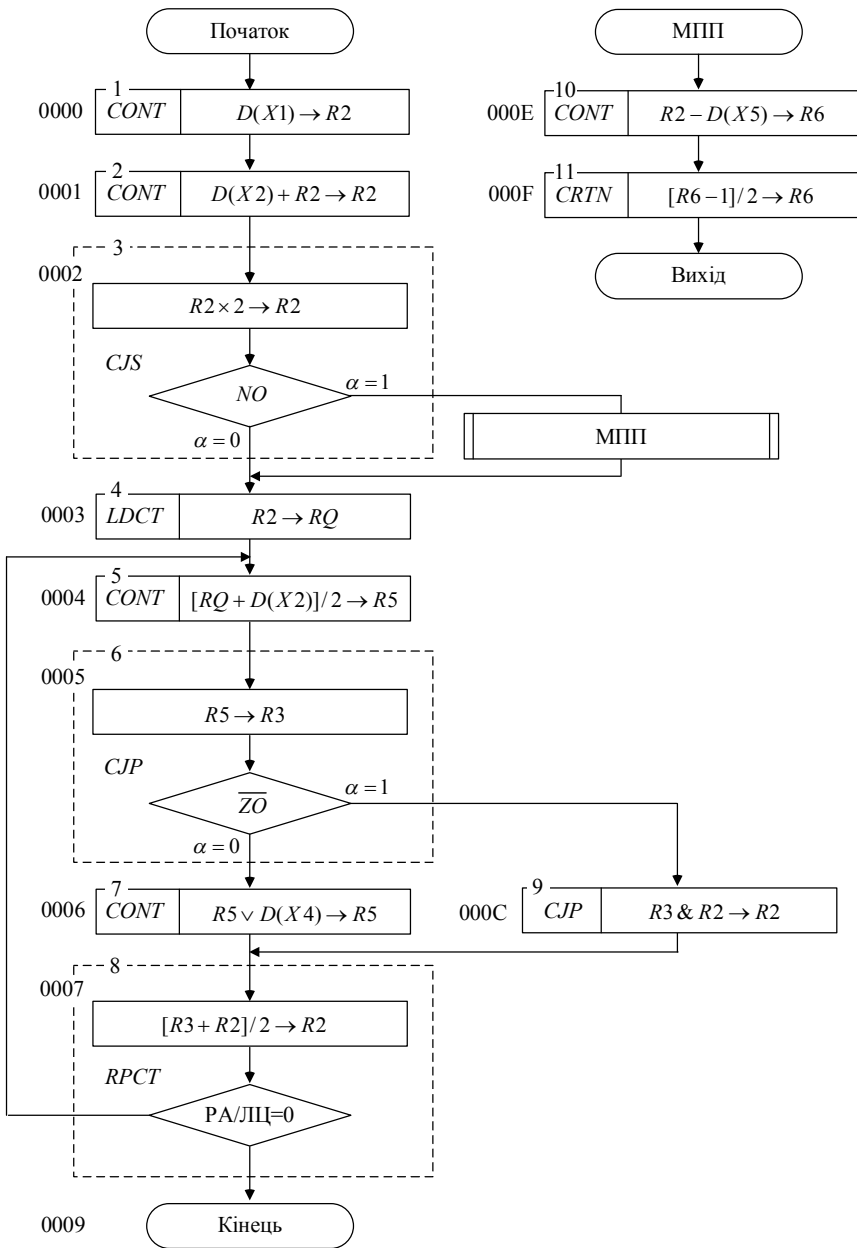 Початок
1
0000 CONT D(X1) → R2
2
0001 CONT D(X2) + R2 → R2
3
0002
R2 × 2 → R2
CJS
NO
α = 1
α = 0
МПП
4
0003 LDCT R2 → RQ
5
0004 CONT [RQ + D(X2)]/2 → R5
6
0005
R5 → R3
CJP
\overline{ZO}
α = 1
α = 0
7
0006 CONT R5 ∨ D(X4) → R5
9
000C CJP R3 & R2 → R2
8
0007
[R3 + R2]/2 → R2
RPCT
РА/ЛЦ=0
0009 Кінець
МПП
10
000E CONT R2 − D(X5) → R6
11
000F CRTN [R6 − 1]/2 → R6
Вихід